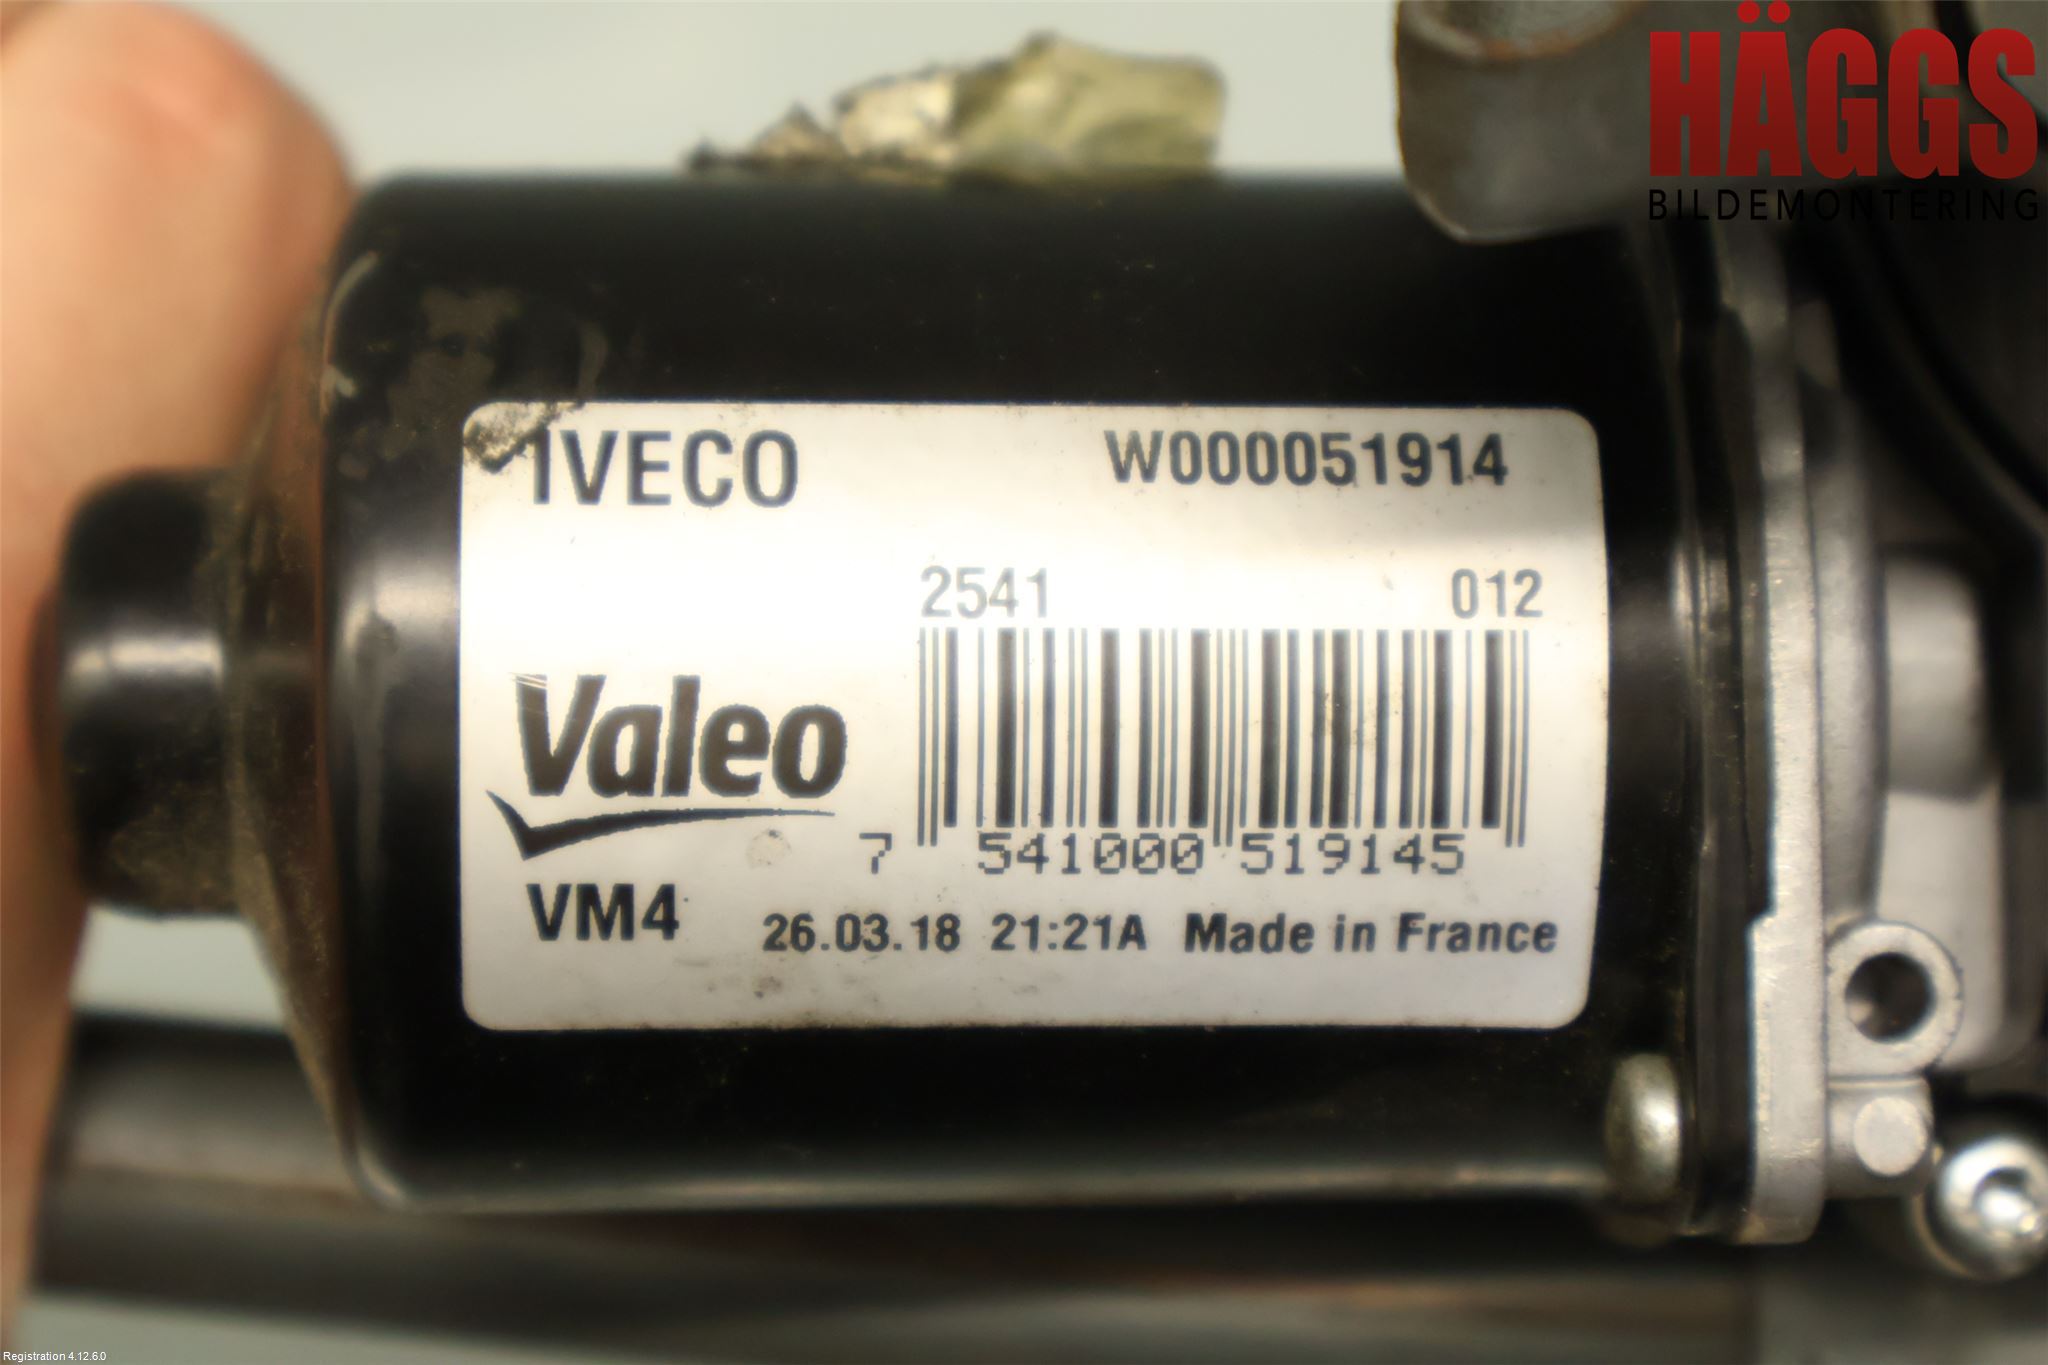 HÄGGS
BILDEMONTERING
IVECO W000051914
2541 012
Valeo
7 541000 519145
VM4 26.03.18 21:21A Made in France
Registration 4.12.6.0